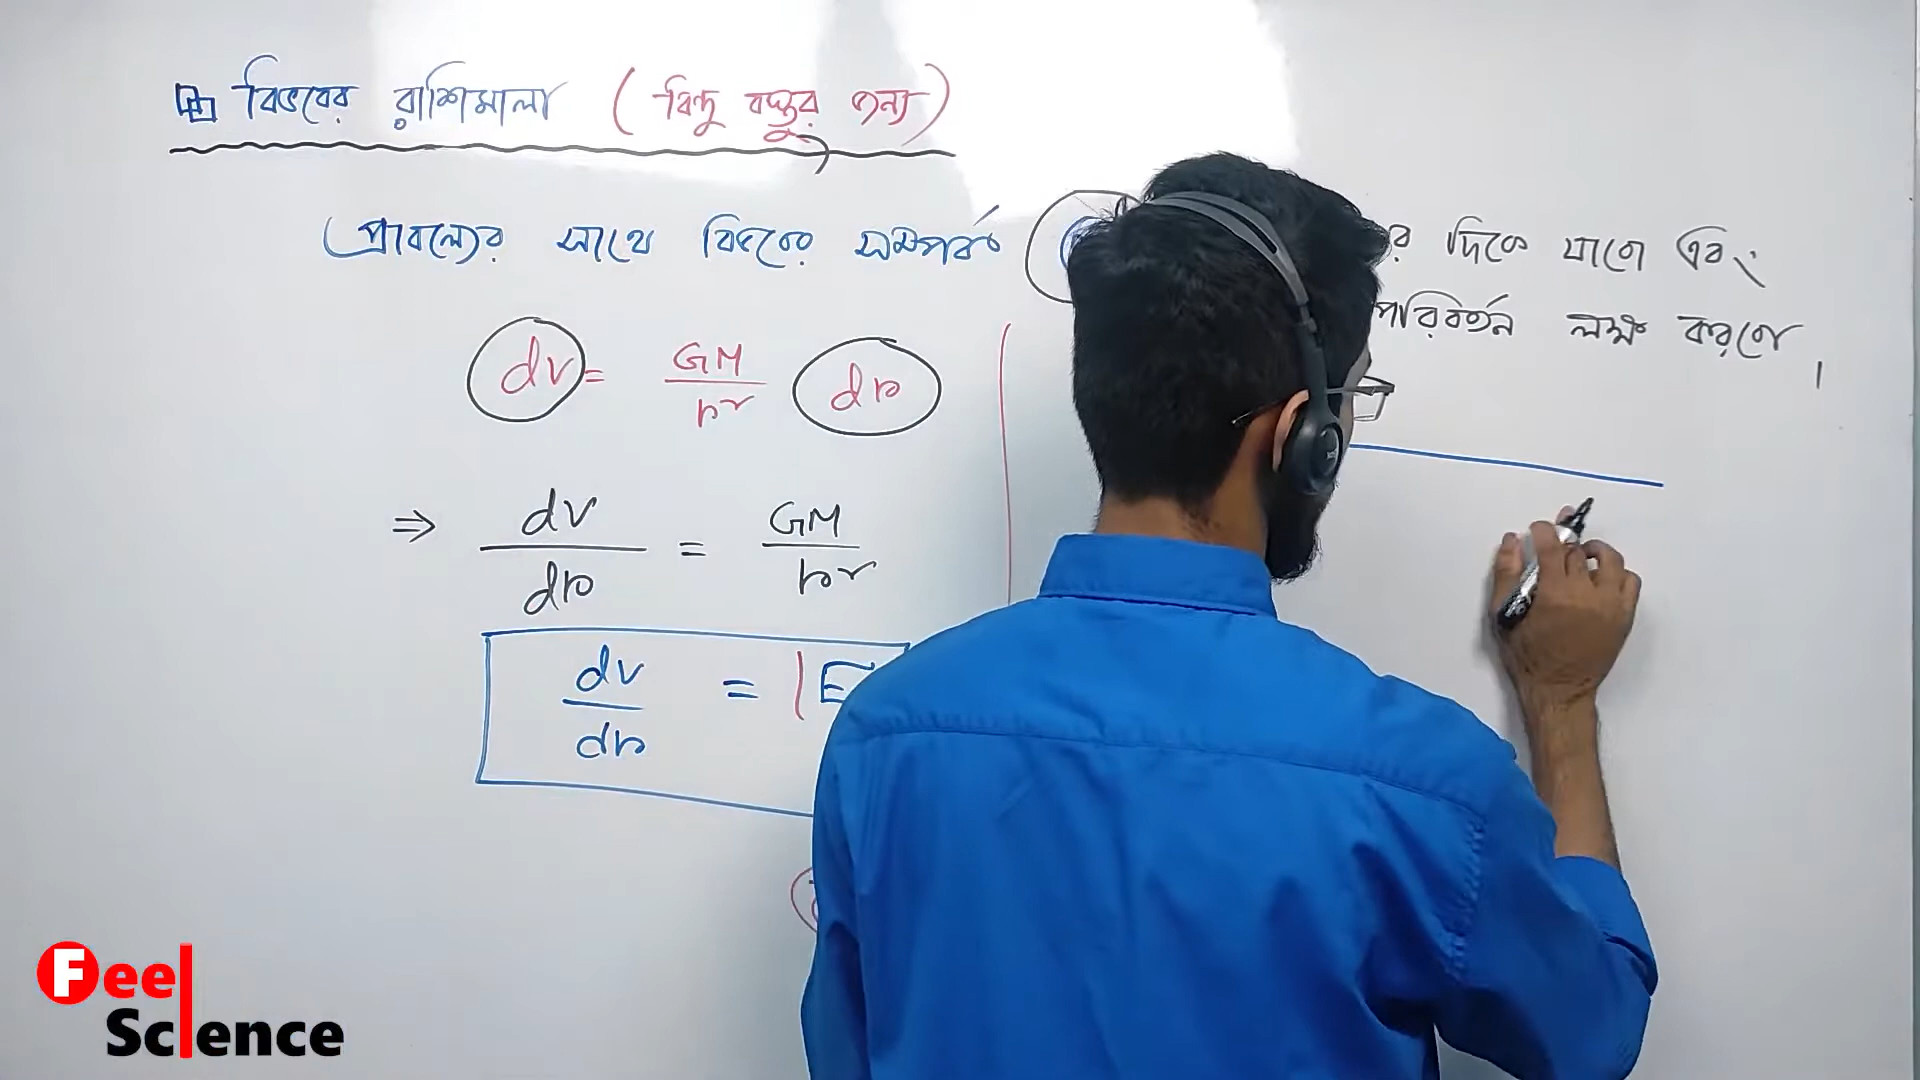 বিভবের রাশিমালা (বিন্দু বস্তুর জন্য)
প্রাবল্যের সাথে বিভবের সম্পর্ক
র দিকে যাবো এবং
পরিবর্তন লক্ষ করবো।
dv = GM/r² dr
⇒ dv/dr = GM/r²
dv/dr = |E
Feel
Science